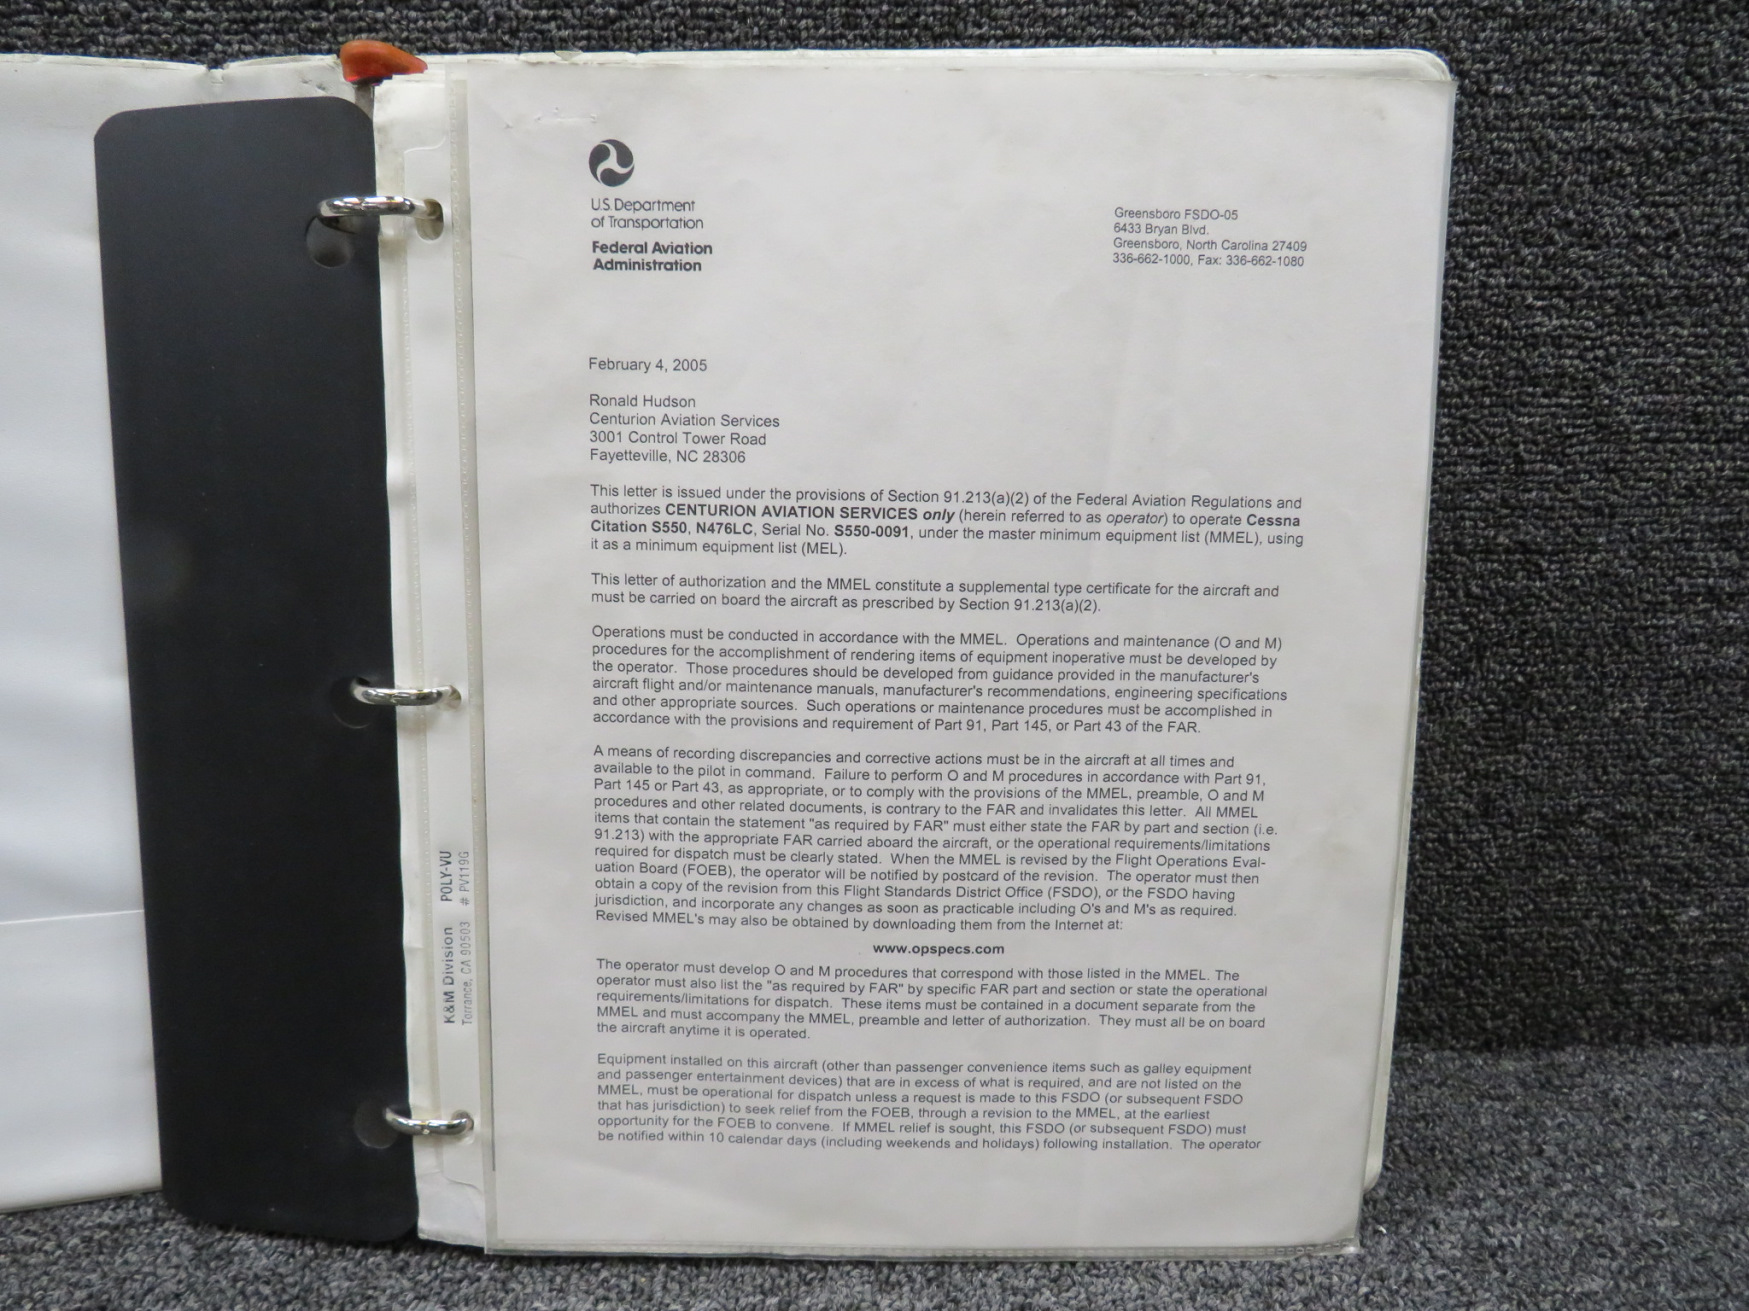 U.S. Department
of Transportation
Federal Aviation
Administration
Greensboro FSDO-05
6433 Bryan Blvd.
Greensboro, North Carolina 27409
336-662-1000, Fax: 336-662-1080
February 4, 2005
Ronald Hudson
Centurion Aviation Services
3001 Control Tower Road
Fayetteville, NC 28306
This letter is issued under the provisions of Section 91.213(a)(2) of the Federal Aviation Regulations and
authorizes CENTURION AVIATION SERVICES only (herein referred to as operator) to operate Cessna
Citation S550, N476LC, Serial No. S550-0091, under the master minimum equipment list (MMEL), using
it as a minimum equipment list (MEL).
This letter of authorization and the MMEL constitute a supplemental type certificate for the aircraft and
must be carried on board the aircraft as prescribed by Section 91.213(a)(2).
Operations must be conducted in accordance with the MMEL. Operations and maintenance (O and M)
procedures for the accomplishment of rendering items of equipment inoperative must be developed by
the operator. Those procedures should be developed from guidance provided in the manufacturer's
aircraft flight and/or maintenance manuals, manufacturer's recommendations, engineering specifications
and other appropriate sources. Such operations or maintenance procedures must be accomplished in
accordance with the provisions and requirement of Part 91, Part 145, or Part 43 of the FAR.
A means of recording discrepancies and corrective actions must be in the aircraft at all times and
available to the pilot in command. Failure to perform O and M procedures in accordance with Part 91,
Part 145 or Part 43, as appropriate, or to comply with the provisions of the MMEL, preamble, O and M
procedures and other related documents, is contrary to the FAR and invalidates this letter. All MMEL
items that contain the statement "as required by FAR" must either state the FAR by part and section (i.e.
91.213) with the appropriate FAR carried aboard the aircraft, or the operational requirements/limitations
required for dispatch must be clearly stated. When the MMEL is revised by the Flight Operations Eval-
uation Board (FOEB), the operator will be notified by postcard of the revision. The operator must then
obtain a copy of the revision from this Flight Standards District Office (FSDO), or the FSDO having
jurisdiction, and incorporate any changes as soon as practicable including O's and M's as required.
Revised MMEL's may also be obtained by downloading them from the Internet at:
www.opspecs.com
The operator must develop O and M procedures that correspond with those listed in the MMEL. The
operator must also list the "as required by FAR" by specific FAR part and section or state the operational
requirements/limitations for dispatch. These items must be contained in a document separate from the
MMEL and must accompany the MMEL, preamble and letter of authorization. They must all be on board
the aircraft anytime it is operated.
Equipment installed on this aircraft (other than passenger convenience items such as galley equipment
and passenger entertainment devices) that are in excess of what is required, and are not listed on the
MMEL, must be operational for dispatch unless a request is made to this FSDO (or subsequent FSDO
that has jurisdiction) to seek relief from the FOEB, through a revision to the MMEL, at the earliest
opportunity for the FOEB to convene. If MMEL relief is sought, this FSDO (or subsequent FSDO) must
be notified within 10 calendar days (including weekends and holidays) following installation. The operator
K&M Division POLY-VU
Torrance, CA 90503 # PV119G